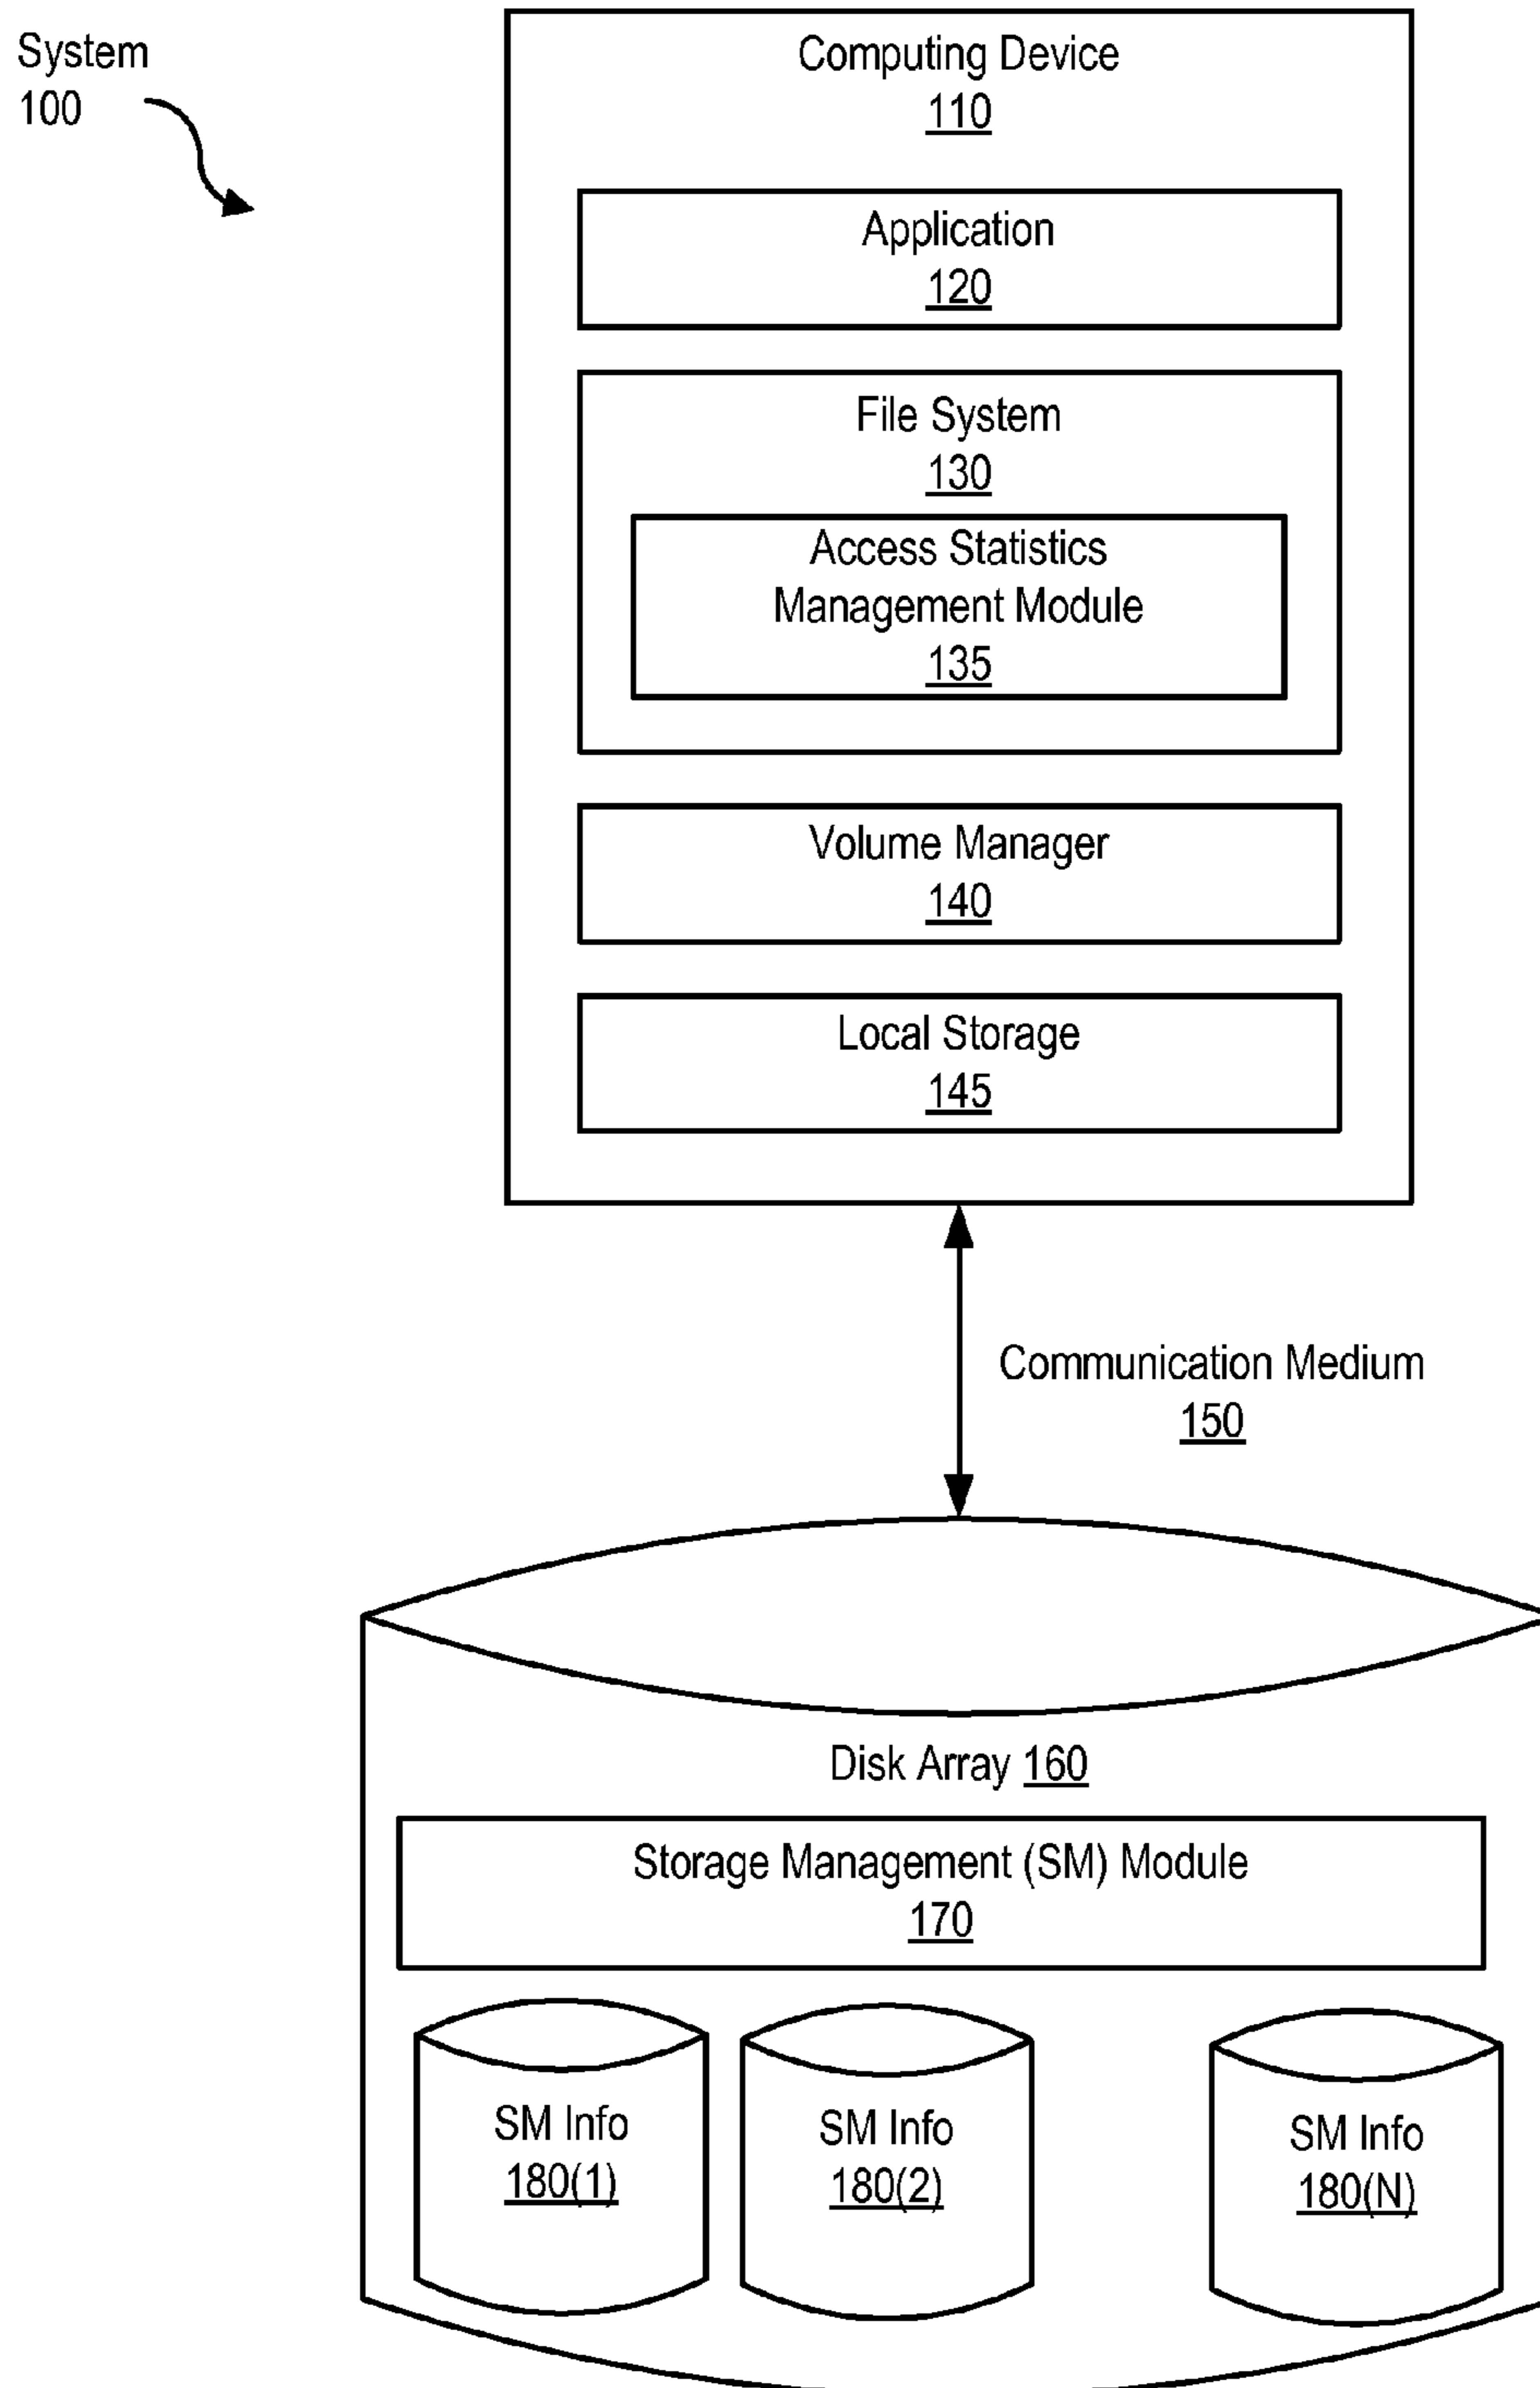 System
100
Computing Device
110
Application
120
File System
130
Access Statistics
Management Module
135
Volume Manager
140
Local Storage
145
Communication Medium
150
Disk Array 160
Storage Management (SM) Module
170
SM Info
180(1)
SM Info
180(2)
SM Info
180(N)